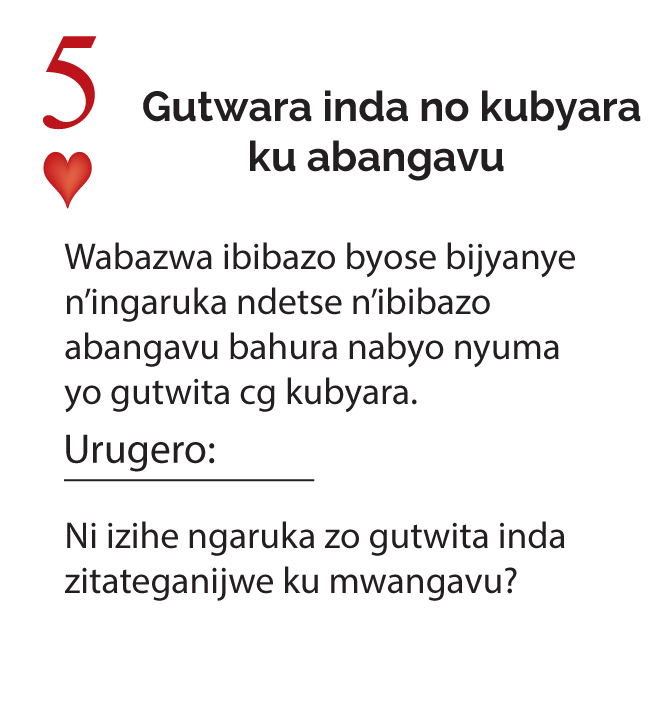 5
Gutwara inda no kubyara
ku abangavu
Wabazwa ibibazo byose bijyanye
n’ingaruka ndetse n’ibibazo
abangavu bahura nabyo nyuma
yo gutwita cg kubyara.
Urugero:
Ni izihe ngaruka zo gutwita inda
zitateganijwe ku mwangavu?